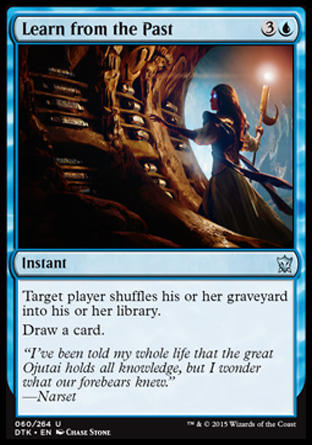 Learn from the Past 3
Instant
Target player shuffles his or her graveyard
into his or her library.
Draw a card.
“I’ve been told my whole life that the great
Ojutai holds all knowledge, but I wonder
what our forebears knew.”
—Narset
060/264 U
DTK • EN Chase Stone ™ & © 2015 Wizards of the Coast